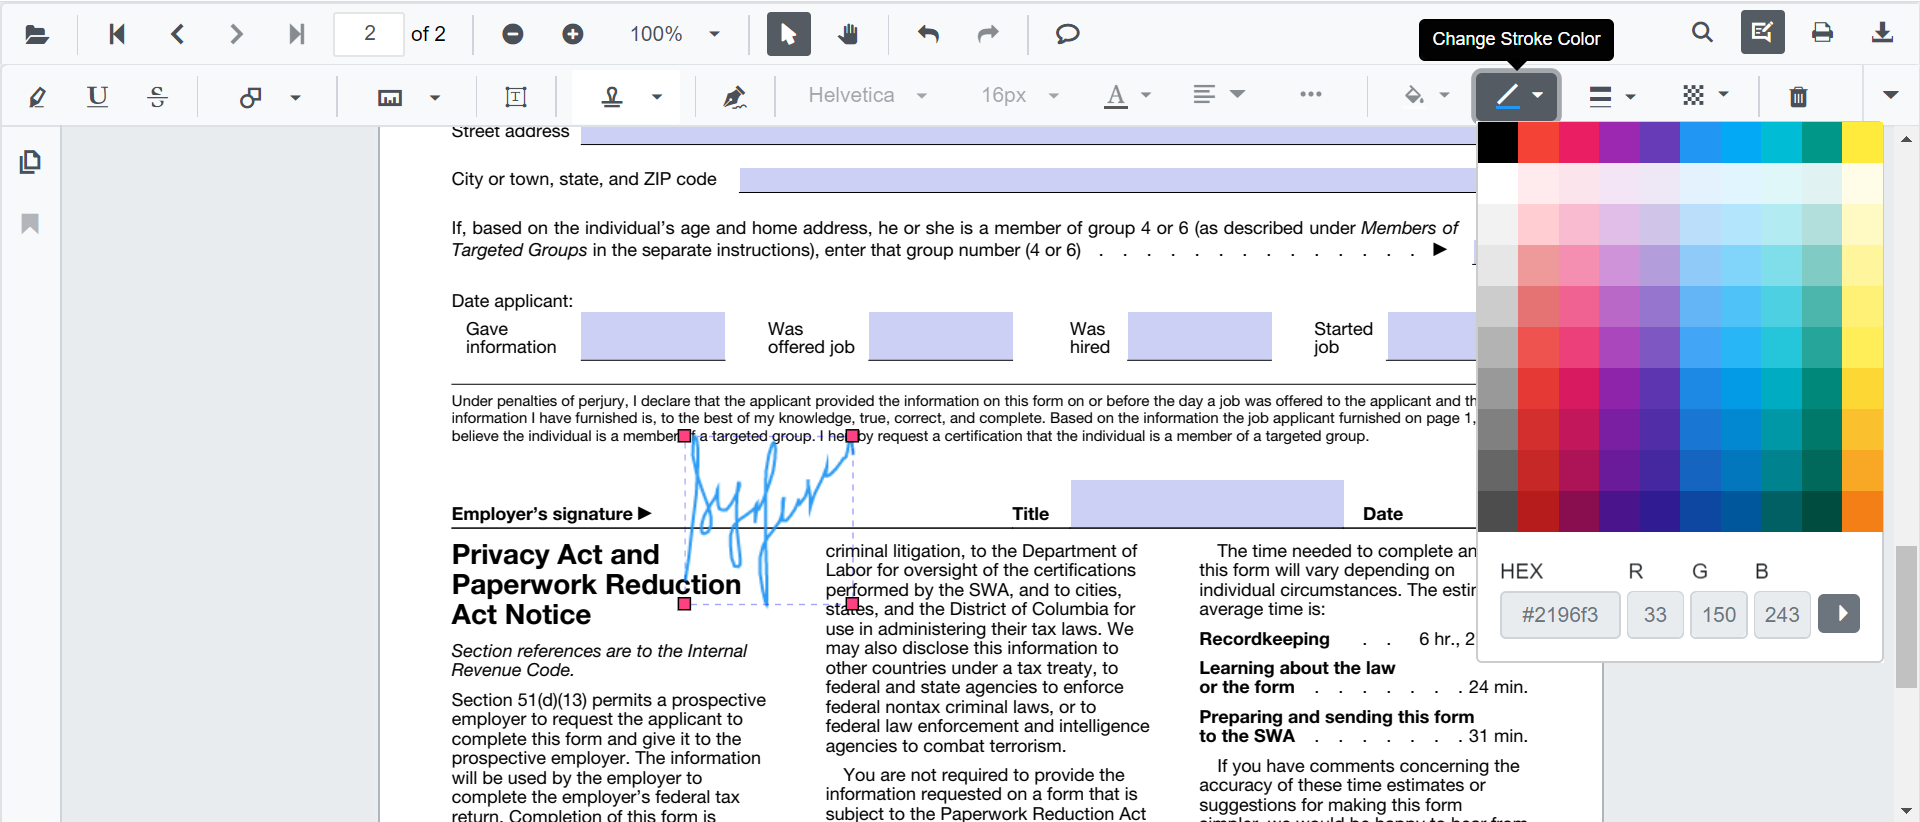 2 of 2 100% Change Stroke Color
U S T Helvetica 16px A •••
Street address
City or town, state, and ZIP code
If, based on the individual's age and home address, he or she is a member of group 4 or 6 (as described under Members of
Targeted Groups in the separate instructions), enter that group number (4 or 6) . . . . . . . . . . . . . . ▶
Date applicant:
Gave information
Was offered job
Was hired
Started job
Under penalties of perjury, I declare that the applicant provided the information on this form on or before the day a job was offered to the applicant and th
information I have furnished is, to the best of my knowledge, true, correct, and complete. Based on the information the job applicant furnished on page 1,
believe the individual is a member f a targeted group. I he by request a certification that the individual is a member of a targeted group.
Employer's signature ▶ Title Date
Privacy Act and
Paperwork Reduction
Act Notice
Section references are to the Internal
Revenue Code.
Section 51(d)(13) permits a prospective
employer to request the applicant to
complete this form and give it to the
prospective employer. The information
will be used by the employer to
complete the employer's federal tax
return. Completion of this form is
criminal litigation, to the Department of
Labor for oversight of the certifications
performed by the SWA, and to cities,
states, and the District of Columbia for
use in administering their tax laws. We
may also disclose this information to
other countries under a tax treaty, to
federal and state agencies to enforce
federal nontax criminal laws, or to
federal law enforcement and intelligence
agencies to combat terrorism.
You are not required to provide the
information requested on a form that is
subject to the Paperwork Reduction Act
The time needed to complete an
this form will vary depending on
individual circumstances. The estir
average time is:
Recordkeeping . . 6 hr., 2
Learning about the law
or the form . . . . . . . 24 min.
Preparing and sending this form
to the SWA . . . . . . . 31 min.
If you have comments concerning the
accuracy of these time estimates or
suggestions for making this form
simpler, we would be happy to hear from
HEX R G B
#2196f3 33 150 243